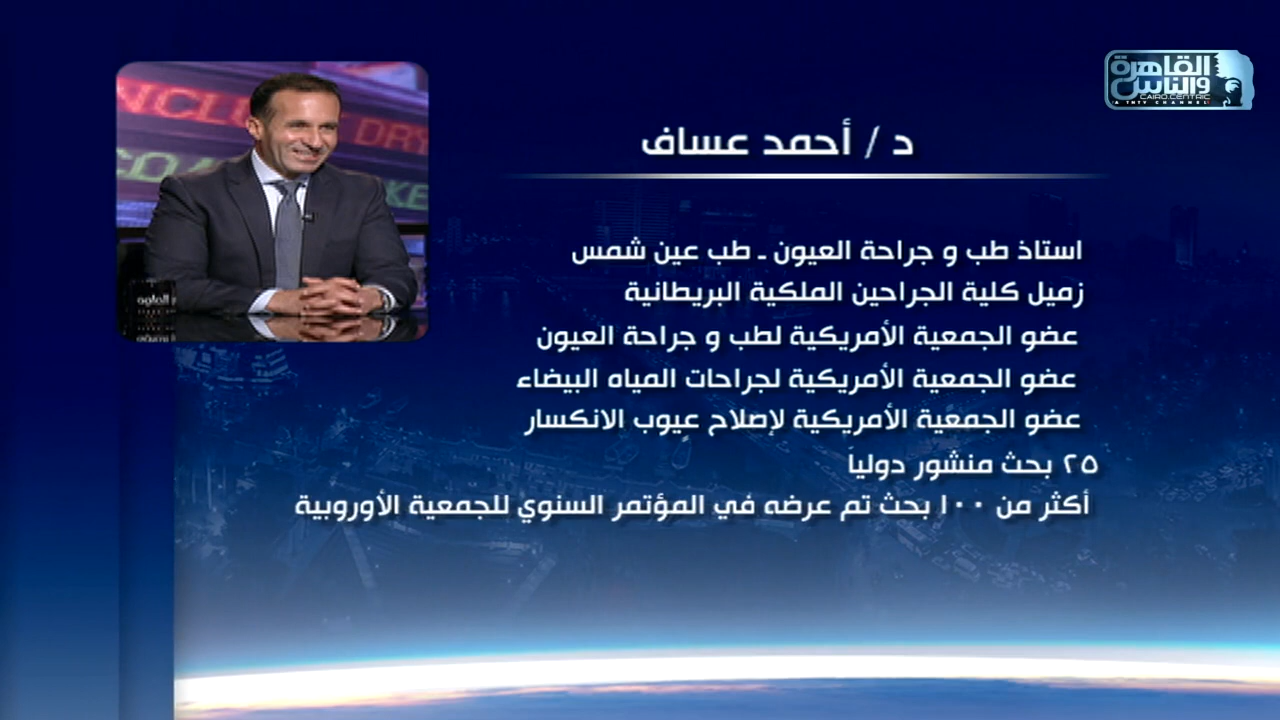 القاهرة
والناس
CAIRO.CENTRIC
A TNTV CHANNEL
د / أحمد عساف
استاذ طب و جراحة العيون - طب عين شمس
زميل كلية الجراحين الملكية البريطانية
عضو الجمعية الأمريكية لطب و جراحة العيون
عضو الجمعية الأمريكية لجراحات المياه البيضاء
عضو الجمعية الأمريكية لإصلاح عيوب الانكسار
٢٥ بحث منشور دولياً
أكثر من ١٠٠ بحث تم عرضه في المؤتمر السنوي للجمعية الأوروبية